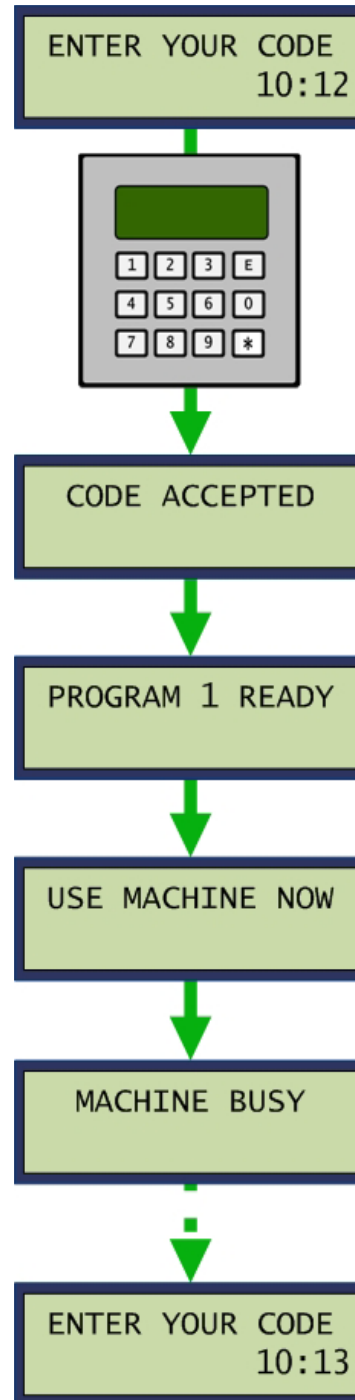 ENTER YOUR CODE
10:12
1 2 3 E
4 5 6 0
7 8 9 *
CODE ACCEPTED
PROGRAM 1 READY
USE MACHINE NOW
MACHINE BUSY
ENTER YOUR CODE
10:13